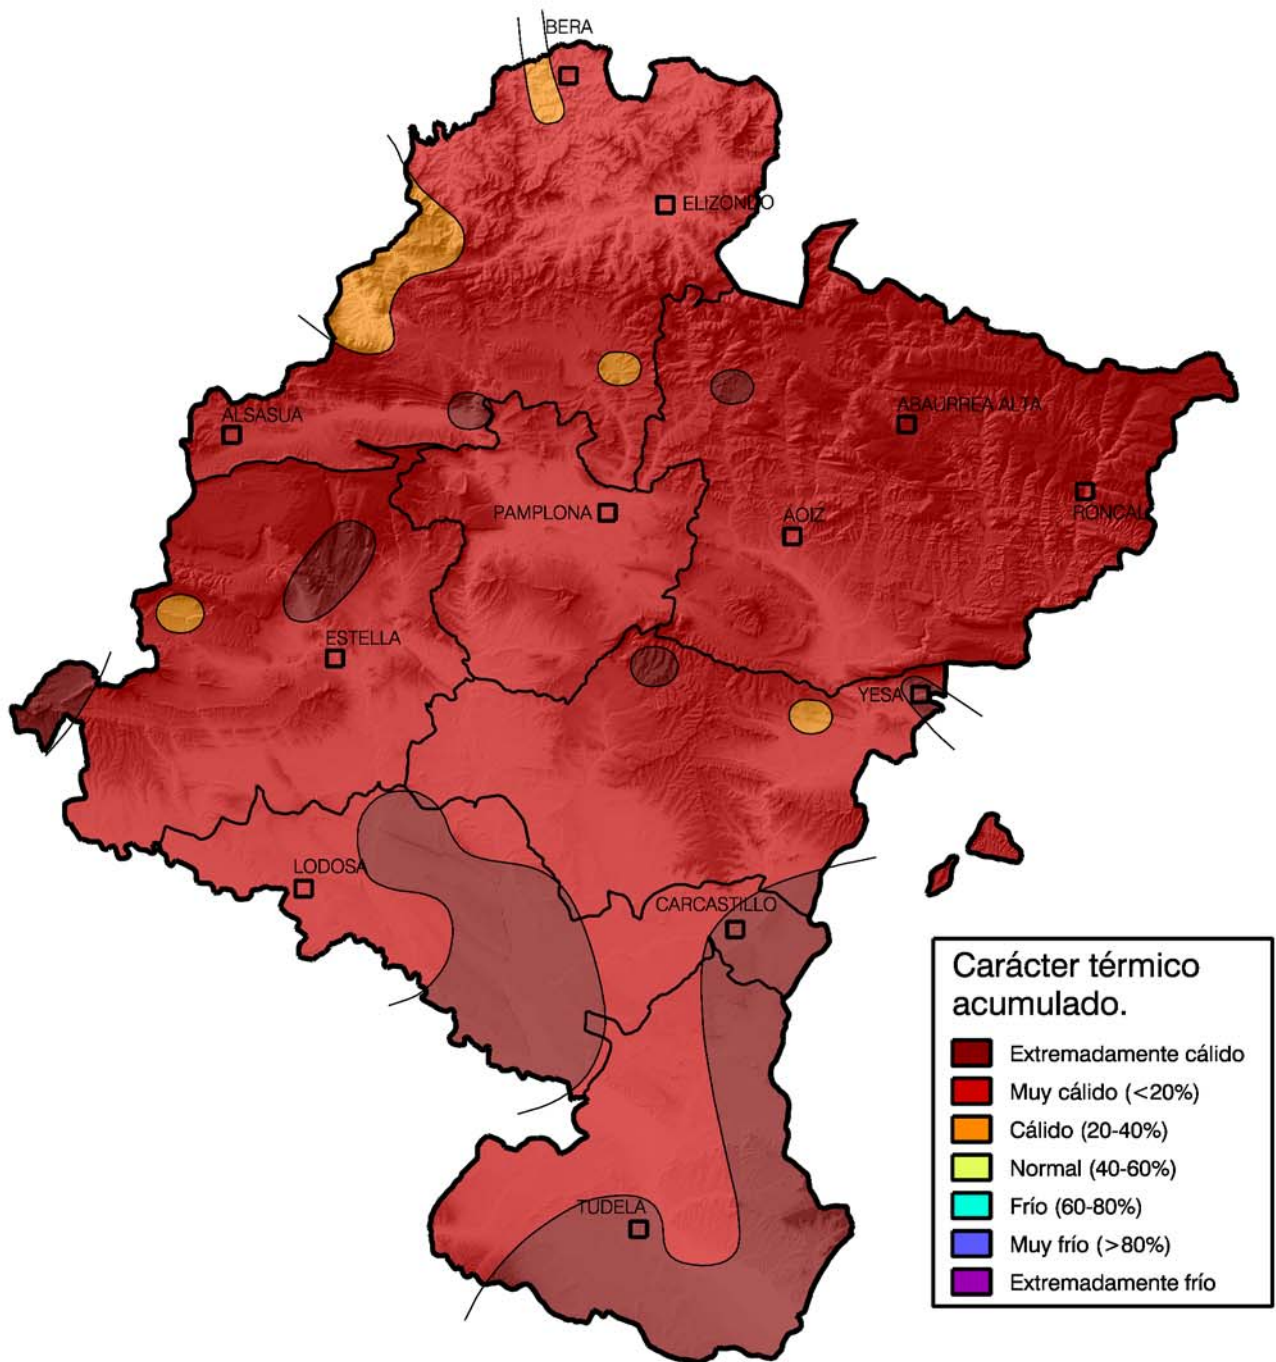 BERA
ELIZONDO
ALSASUA
ABAURREA ALTA
PAMPLONA
AOIZ
RONCAL
ESTELLA
YESA
LODOSA
CARCASTILLO
TUDELA
Carácter térmico
acumulado.
Extremadamente cálido
Muy cálido (<20%)
Cálido (20-40%)
Normal (40-60%)
Frío (60-80%)
Muy frío (>80%)
Extremadamente frío